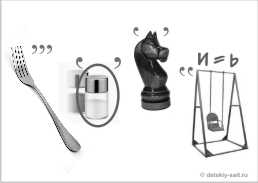 ,,,
‘ ’
‘ ’
“ И=Ь
© detskiy-sait.ru